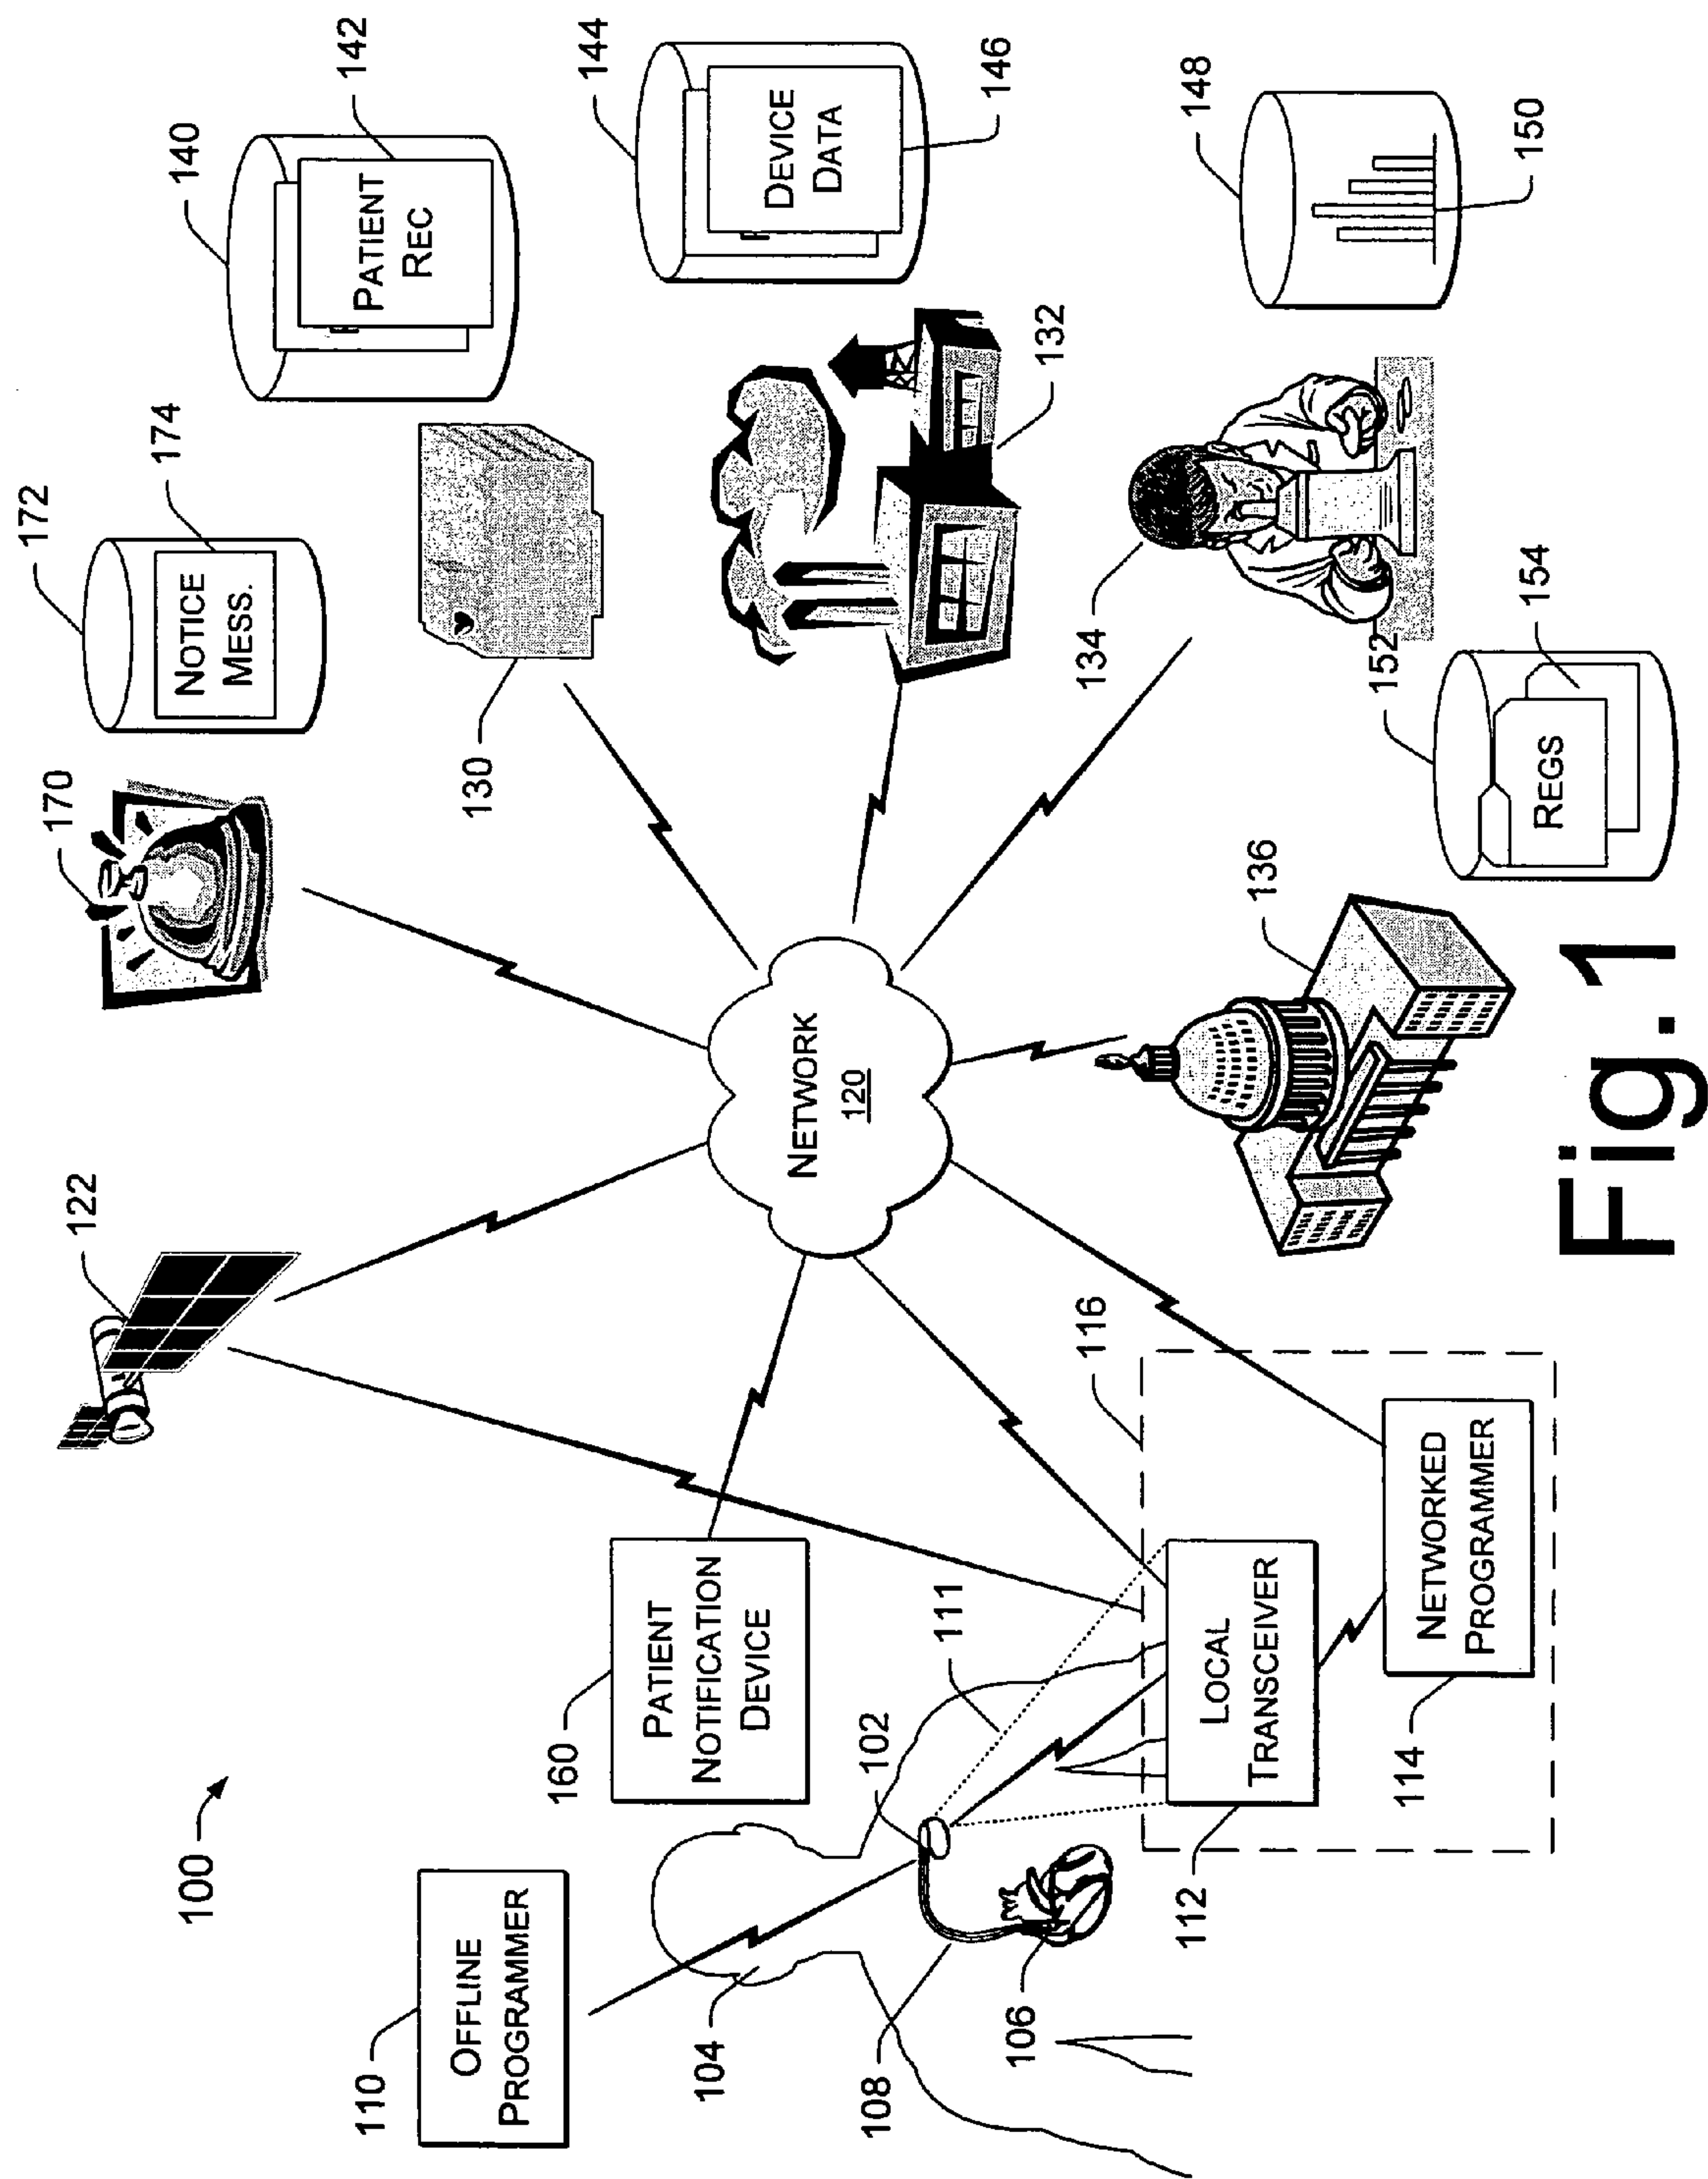 100
122
170
172
NOTICE
MESS.
174
140
PATIENT
REC
142
110
OFFLINE
PROGRAMMER
160
PATIENT
NOTIFICATION
DEVICE
130
144
DEVICE
DATA
146
104
102
111
NETWORK
120
132
108
106
116
112
LOCAL
TRANSCEIVER
114
NETWORKED
PROGRAMMER
136
134
148
150
152
REGS
154
Fig. 1